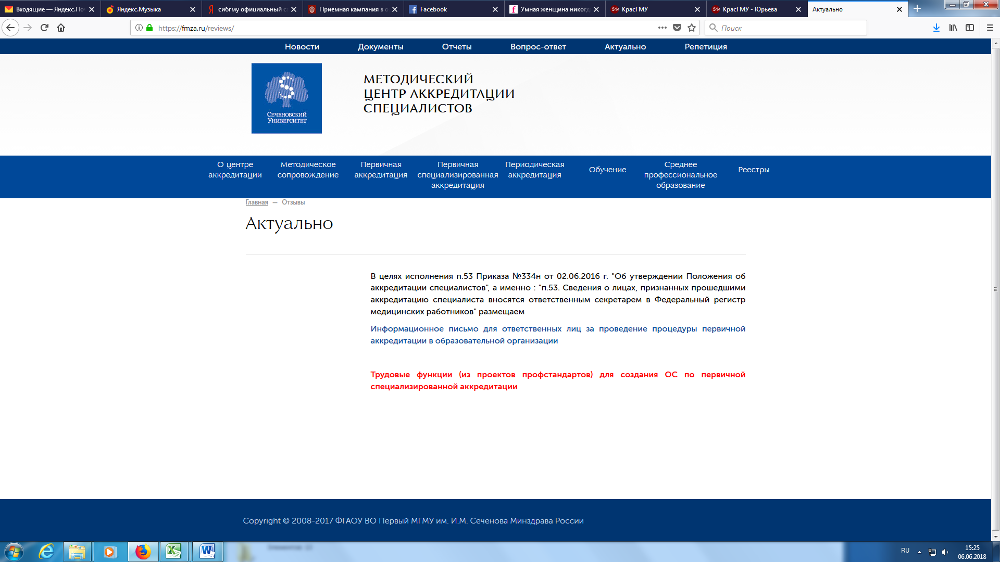 Входящие — Яндекс.По
Яндекс.Музыка
сибгму официальный с
Приемная кампания в о
Facebook
Умная женщина никогд
КрасГМУ
КрасГМУ - Юрьева
Актуально
https://fmza.ru/reviews/
Поиск
Новости Документы Отчеты Вопрос-ответ Актуально Репетиция
МЕТОДИЧЕСКИЙ
ЦЕНТР АККРЕДИТАЦИИ
СПЕЦИАЛИСТОВ
Сеченовский
Университет
О центре
аккредитации
Методическое
сопровождение
Первичная
аккредитация
Первичная
специализированная
аккредитация
Периодическая
аккредитация
Обучение
Среднее
профессиональное
образование
Реестры
Главная — Отзывы
Актуально
В целях исполнения п.53 Приказа №334н от 02.06.2016 г. "Об утверждении Положения об
аккредитации специалистов", а именно : "п.53. Сведения о лицах, признанных прошедшими
аккредитацию специалиста вносятся ответственным секретарем в Федеральный регистр
медицинских работников" размещаем
Информационное письмо для ответственных лиц за проведение процедуры первичной
аккредитации в образовательной организации
Трудовые функции (из проектов профстандартов) для создания ОС по первичной
специализированной аккредитации
Copyright © 2008-2017 ФГАОУ ВО Первый МГМУ им. И.М. Сеченова Минздрава России
RU
15:25
06.06.2018